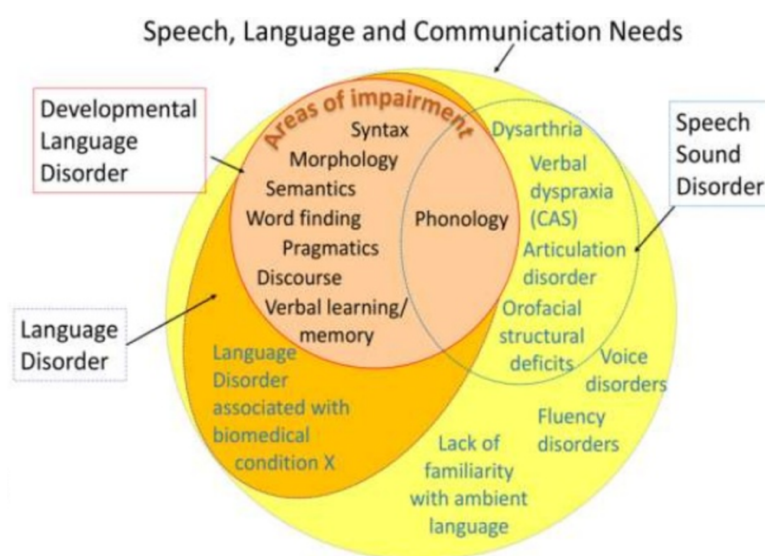 Speech, Language and Communication Needs
Developmental
Language
Disorder
Areas of impairment
Syntax
Morphology
Semantics
Word finding
Pragmatics
Discourse
Verbal learning/
memory
Phonology
Dysarthria
Verbal
dyspraxia
(CAS)
Articulation
disorder
Orofacial
structural
deficits
Speech
Sound
Disorder
Language
Disorder
Language
Disorder
associated with
biomedical
condition X
Voice
disorders
Fluency
disorders
Lack of
familiarity
with ambient
language